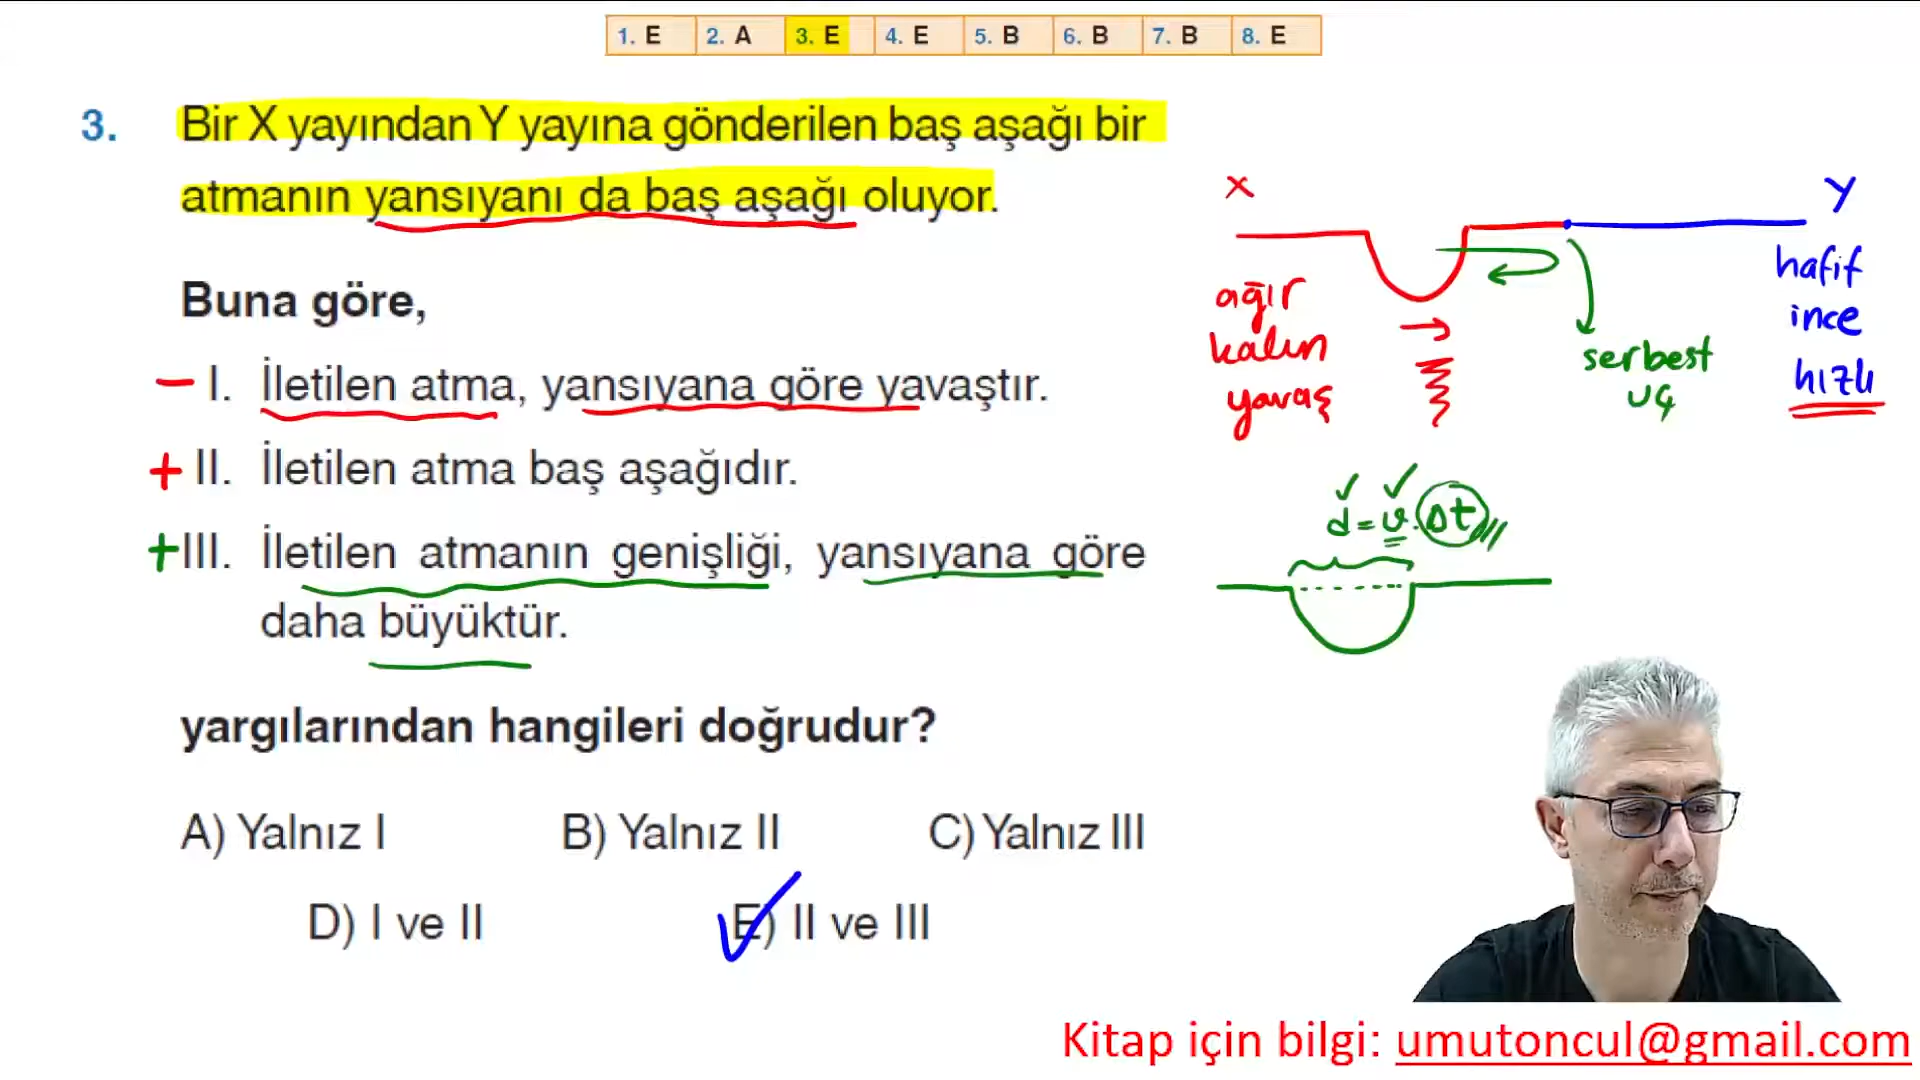 1. E 2. A 3. E 4. E 5. B 6. B 7. B 8. E
3. Bir X yayından Y yayına gönderilen baş aşağı bir
atmanın yansıyanı da baş aşağı oluyor.
Buna göre,
– I. İletilen atma, yansıyana göre yavaştır.
+ II. İletilen atma baş aşağıdır.
+ III. İletilen atmanın genişliği, yansıyana göre
daha büyüktür.
yargılarından hangileri doğrudur?
A) Yalnız I B) Yalnız II C) Yalnız III
D) I ve II E) II ve III
X
Y
ağır
kalın
yavaş
serbest
uç
hafif
ince
hızlı
d = v . Δt
Kitap için bilgi: umutoncul@gmail.com